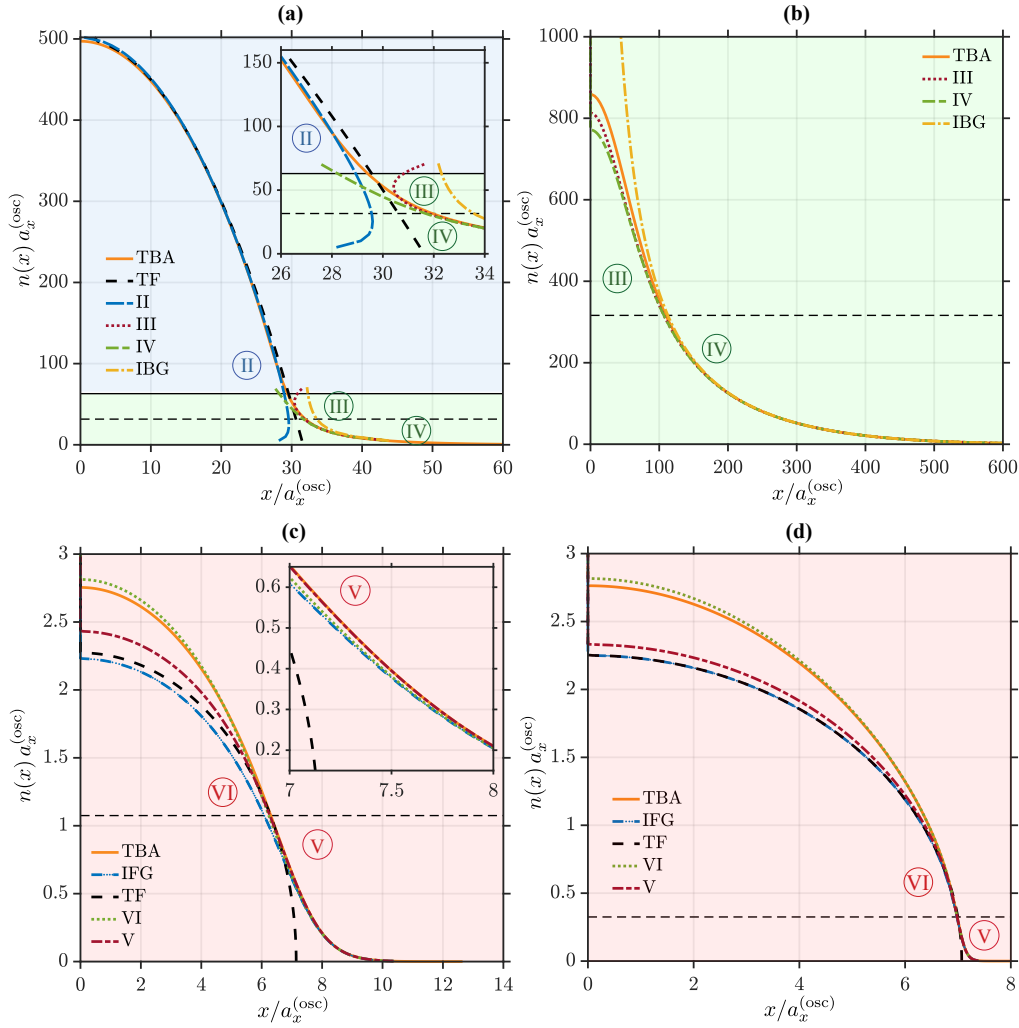 (a)
500
400
300
200
100
0
n(x) a_x^(osc)
0 10 20 30 40 50 60
x/a_x^(osc)
TBA
TF
II
III
IV
IBG
II
III
IV
150
100
50
0
26 28 30 32 34
II
III
IV
(b)
1000
800
600
400
200
0
n(x) a_x^(osc)
0 100 200 300 400 500 600
x/a_x^(osc)
TBA
III
IV
IBG
III
IV
(c)
3
2.5
2
1.5
1
0.5
0
n(x) a_x^(osc)
0 2 4 6 8 10 12 14
x/a_x^(osc)
TBA
IFG
TF
VI
V
VI
V
0.6
0.5
0.4
0.3
0.2
7 7.5 8
V
(d)
3
2.5
2
1.5
1
0.5
0
n(x) a_x^(osc)
0 2 4 6 8
x/a_x^(osc)
TBA
IFG
TF
VI
V
VI
V